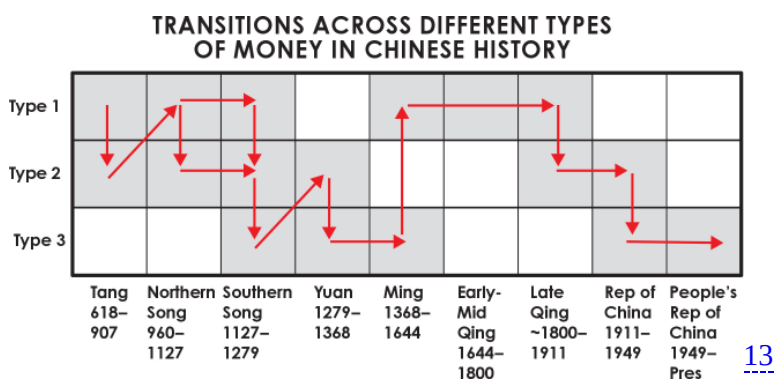 TRANSITIONS ACROSS DIFFERENT TYPES
OF MONEY IN CHINESE HISTORY
Type 1
Type 2
Type 3
Tang
618–
907
Northern
Song
960–
1127
Southern
Song
1127–
1279
Yuan
1279–
1368
Ming
1368–
1644
Early-
Mid
Qing
1644–
1800
Late
Qing
~1800–
1911
Rep of
China
1911–
1949
People's
Rep of
China
1949–
Pres
13